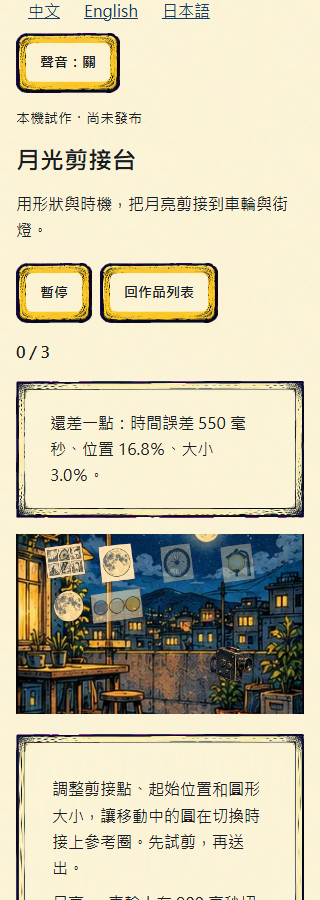 中文 English 日本語
聲音：關
本機試作・尚未發布
月光剪接台
用形狀與時機，把月亮剪接到車輪與街
燈。
暫停 回作品列表
0 / 3
還差一點：時間誤差 550 毫
秒、位置 16.8%、大小
3.0%。
調整剪接點、起始位置和圓形
大小，讓移動中的圓在切換時
接上參考圈。先試剪，再送
出。